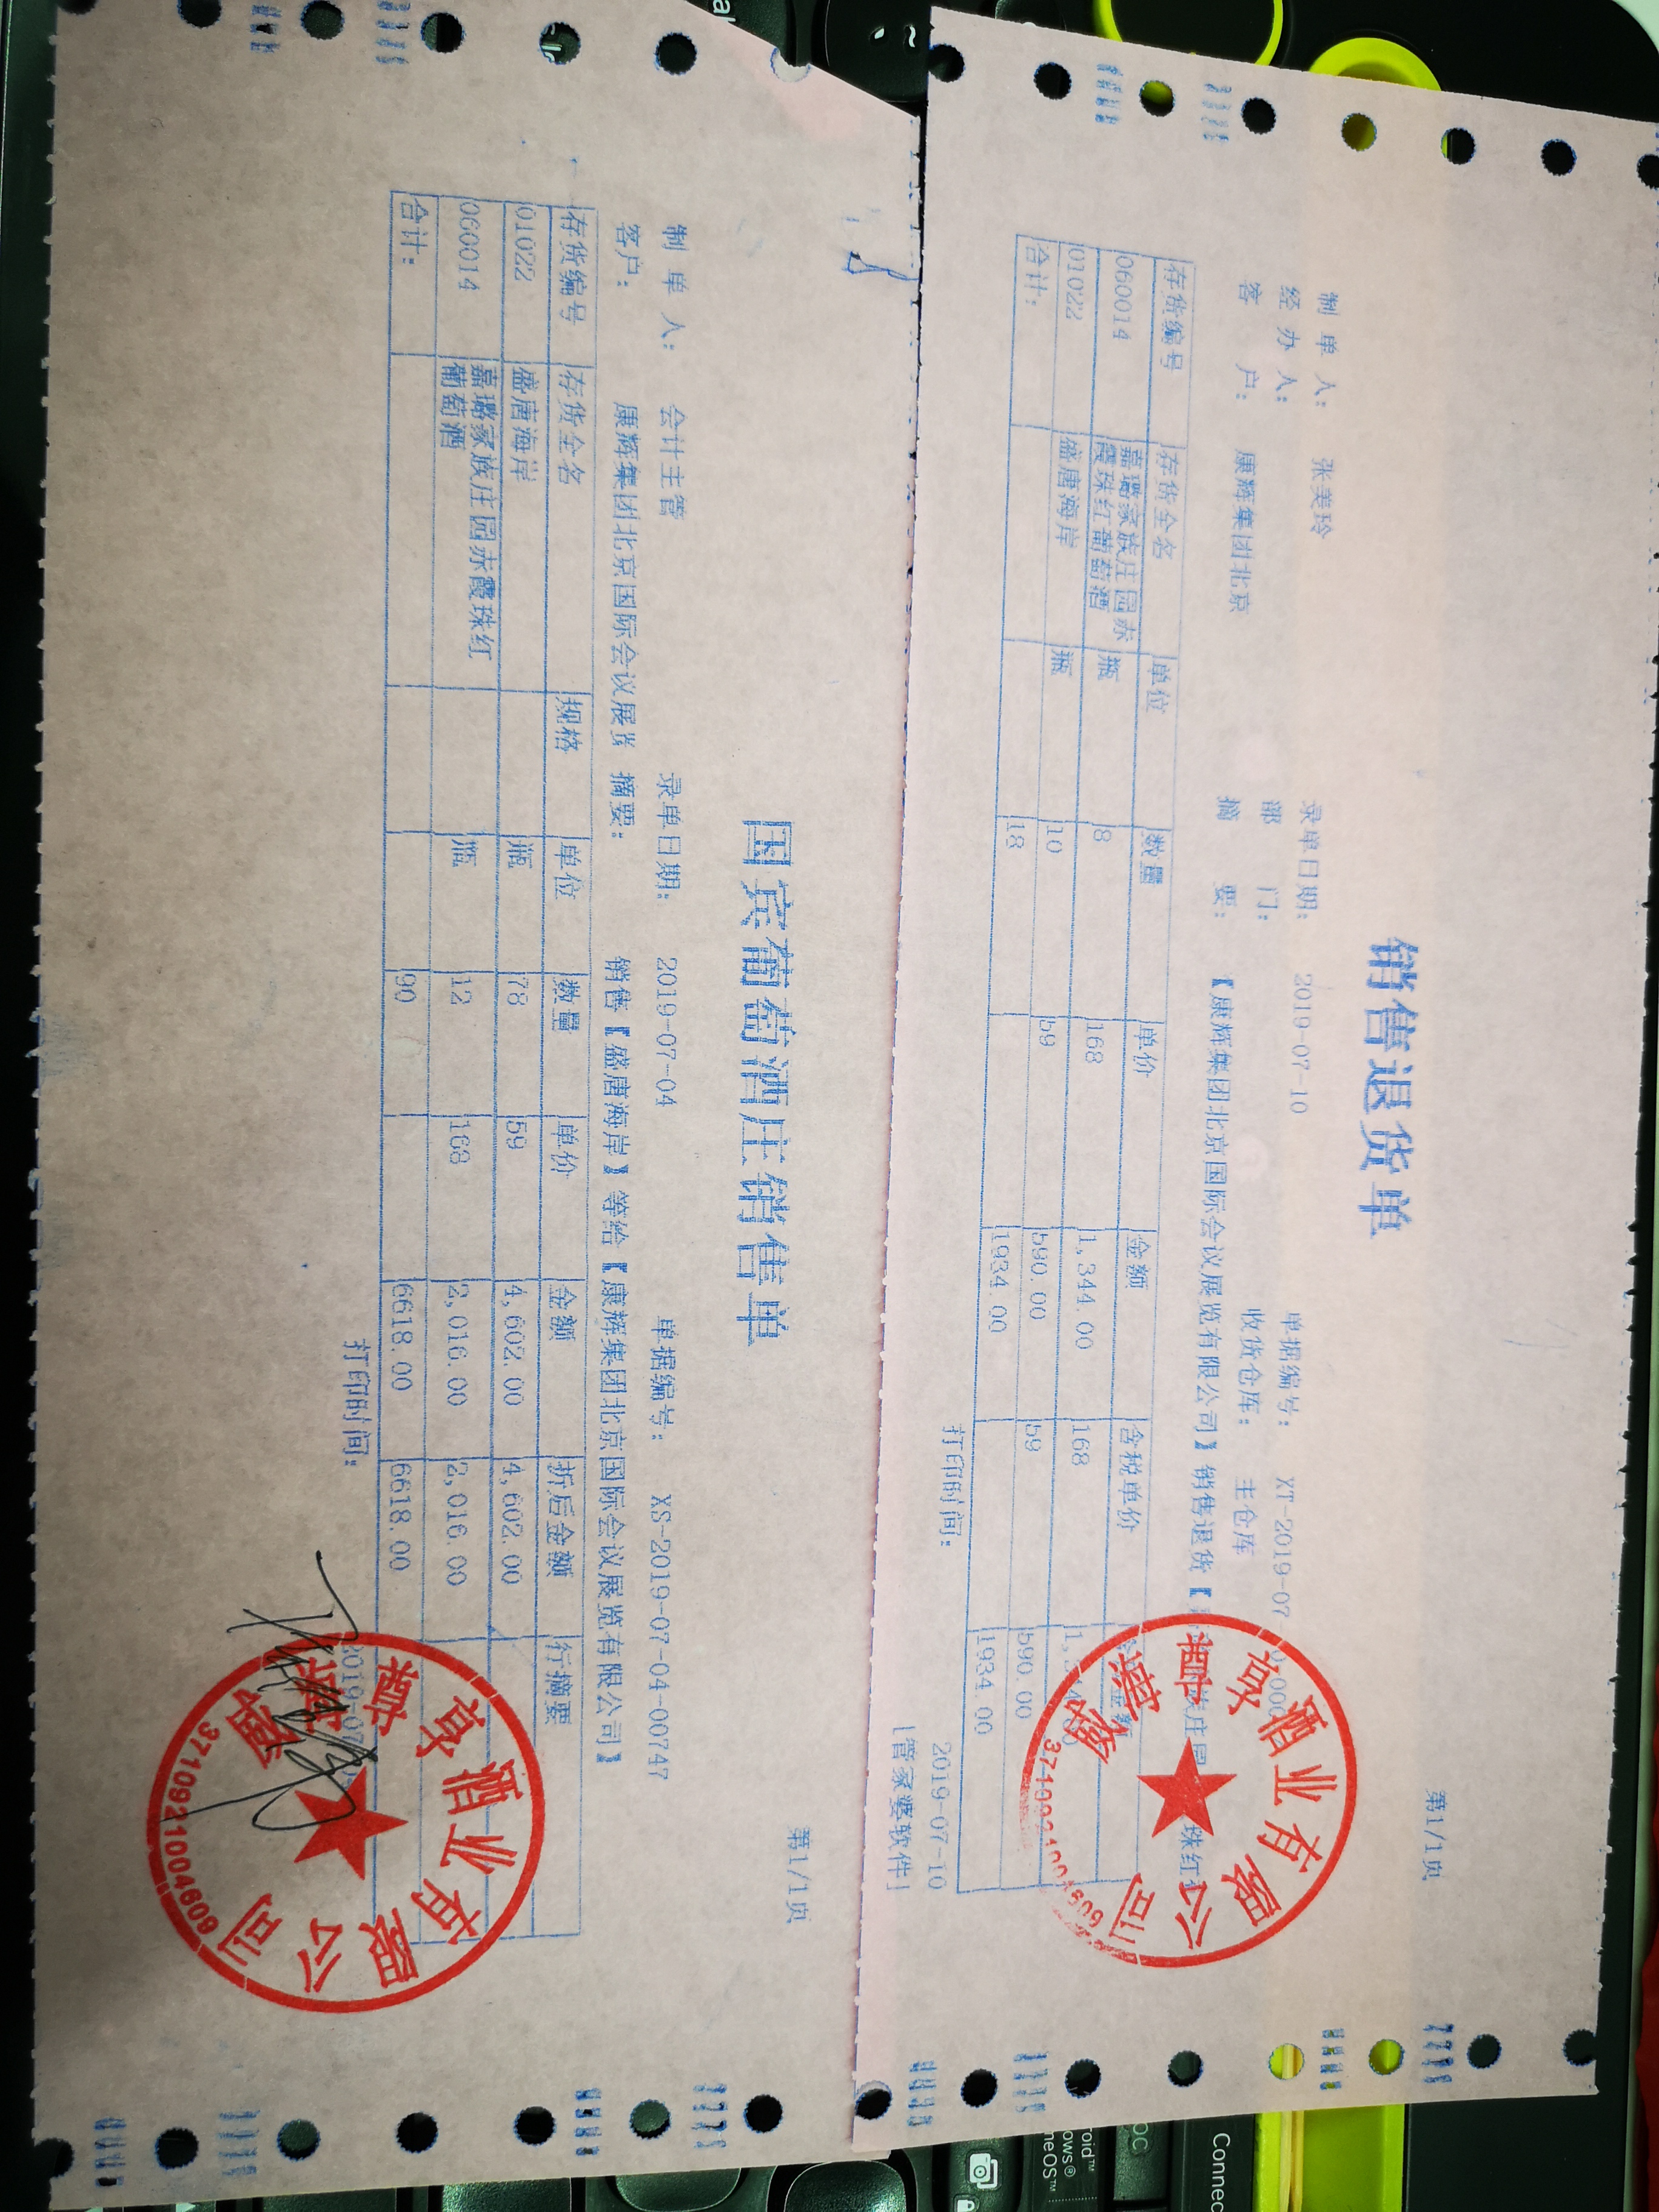 销售退货单
第1/1页
制 单 人： 张美玲 录单日期： 2019-07-10 单据编号： XT-2019-07
经 办 人： 部 门： 收货仓库： 主仓库
客 户： 康辉集团北京 摘 要： 【康辉集团北京国际会议展览有限公司】销售退货【
存货编号 存货全名 单位 数量 单价 金额 含税单价
060014 嘉璐家族庄园赤霞珠红葡萄酒 瓶 8 168 1,344.00 168
01022 盛唐海岸 瓶 10 59 590.00 59 590.00
合计： 18 1934.00 1934.00
打印时间： 2019-07-10
[管家婆软件]
酒业有限公司
国宾葡萄酒庄销售单
第1/1页
制 单 人： 会计主管 录单日期： 2019-07-04 单据编号： XS-2019-07-04-00747
客户： 康辉集团北京国际会议展览 摘要： 销售【盛唐海岸】等给【康辉集团北京国际会议展览有限公司】
存货编号 存货全名 规格 单位 数量 单价 金额 折后金额 行摘要
01022 盛唐海岸 瓶 78 59 4,602.00 4,602.00
060014 嘉璐家族庄园赤霞珠红葡萄酒 瓶 12 168 2,016.00 2,016.00
合计： 90 6618.00 6618.00
打印时间：
酒业有限公司
3710921004609